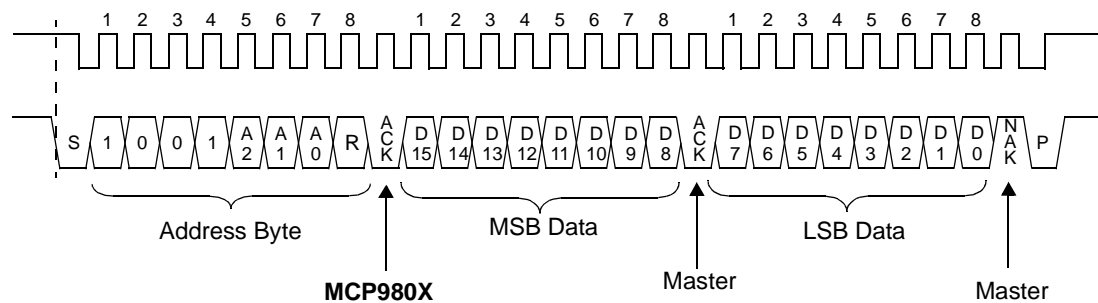 1 2 3 4 5 6 7 8 1 2 3 4 5 6 7 8 1 2 3 4 5 6 7 8
S 1 0 0 1 A2 A1 A0 R ACK D15 D14 D13 D12 D11 D10 D9 D8 ACK D7 D6 D5 D4 D3 D2 D1 D0 NAK P
Address Byte MSB Data LSB Data
MCP980X Master Master